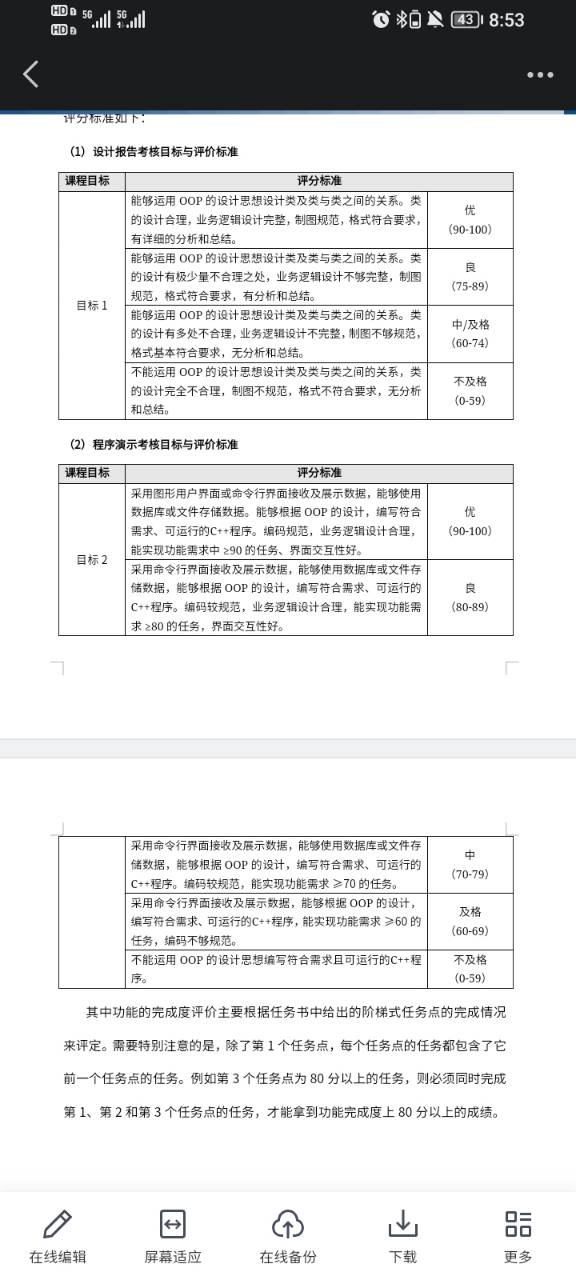 HD 1 5G 5G 43 8:53
HD 2
评分标准如下：
（1）设计报告考核目标与评价标准
课程目标 评分标准
能够运用 OOP 的设计思想设计类及类与类之间的关系。类
的设计合理，业务逻辑设计完整，制图规范，格式符合要求，
有详细的分析和总结。
优
（90-100）
能够运用 OOP 的设计思想设计类及类与类之间的关系。类
的设计有极少量不合理之处，业务逻辑设计不够完整，制图
规范，格式符合要求，有分析和总结。
良
（75-89）
目标 1
能够运用 OOP 的设计思想设计类及类与类之间的关系。类
的设计有多处不合理，业务逻辑设计不完整，制图不够规范，
格式基本符合要求，无分析和总结。
中/及格
（60-74）
不能运用 OOP 的设计思想设计类及类与类之间的关系，类
的设计完全不合理，制图不规范，格式不符合要求，无分析
和总结。
不及格
（0-59）
（2）程序演示考核目标与评价标准
课程目标 评分标准
采用图形用户界面或命令行界面接收及展示数据，能够使用
数据库或文件存储数据。能够根据 OOP 的设计，编写符合
需求、可运行的C++程序。编码规范，业务逻辑设计合理，
能实现功能需求中 ≥90 的任务、界面交互性好。
优
（90-100）
目标 2
采用命令行界面接收及展示数据，能够使用数据库或文件存
储数据，能够根据 OOP 的设计，编写符合需求、可运行的
C++程序。编码较规范，业务逻辑设计合理，能实现功能需
求 ≥80 的任务，界面交互性好。
良
（80-89）
采用命令行界面接收及展示数据，能够使用数据库或文件存
储数据，能够根据 OOP 的设计，编写符合需求、可运行的
C++程序。编码较规范，能实现功能需求 ≥70 的任务。
中
（70-79）
采用命令行界面接收及展示数据，能够根据 OOP 的设计，
编写符合需求、可运行的C++程序，能实现功能需求 ≥60 的
任务，编码不够规范。
及格
（60-69）
不能运用 OOP 的设计思想编写符合需求且可运行的C++程
序。
不及格
（0-59）
其中功能的完成度评价主要根据任务书中给出的阶梯式任务点的完成情况
来评定。需要特别注意的是，除了第 1 个任务点，每个任务点的任务都包含了它
前一个任务点的任务。例如第 3 个任务点为 80 分以上的任务，则必须同时完成
第 1、第 2 和第 3 个任务点的任务，才能拿到功能完成度上 80 分以上的成绩。
在线编辑 屏幕适应 在线备份 下载 更多